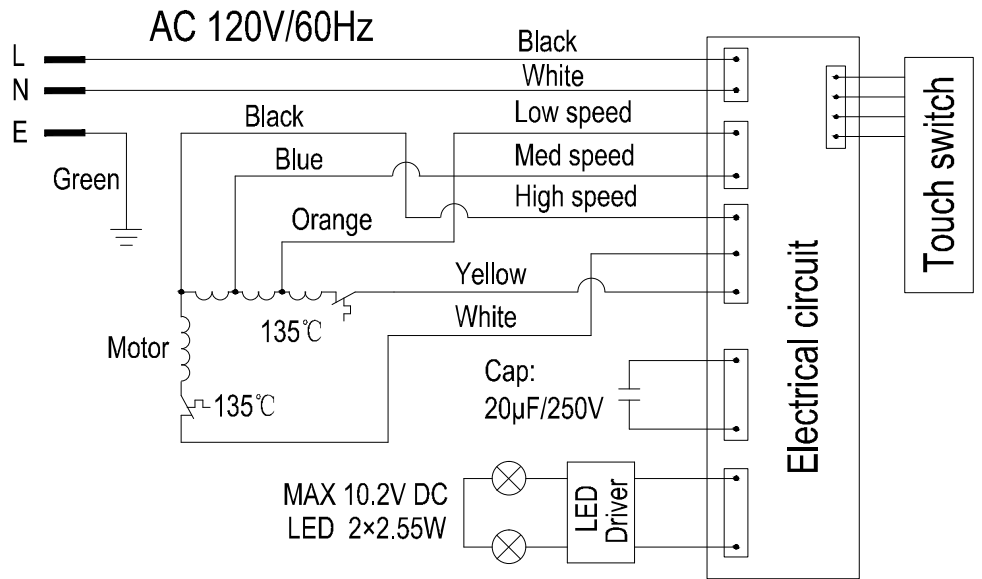 AC 120V/60Hz
L
N
E
Black
White
Black
Low speed
Blue
Med speed
Green
High speed
Orange
Yellow
135℃
White
Motor
135℃
Cap:
20μF/250V
MAX 10.2V DC
LED 2×2.55W
LED
Driver
Electrical circuit
Touch switch